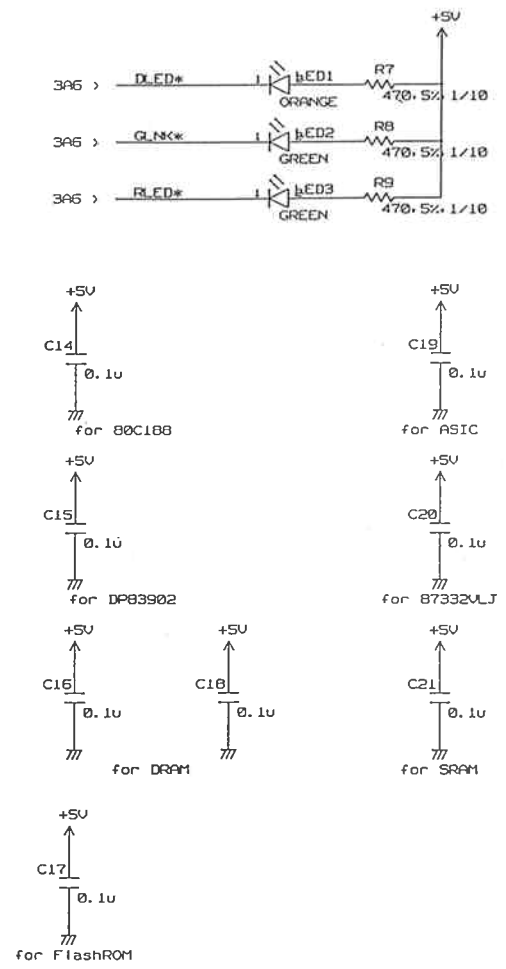 +5V
3A6 > DLED* 1 LED1 R7
ORANGE 470,5%,1/10
3A6 > GLNK* 1 LED2 R8
GREEN 470,5%,1/10
3A6 > RLED* 1 LED3 R9
GREEN 470,5%,1/10
+5V +5V
C14 C19
0.1u 0.1u
for 80C188 for ASIC
+5V +5V
C15 C20
0.1u 0.1u
for DP83902 for 87332VLJ
+5V +5V +5V
C16 C18 C21
0.1u 0.1u 0.1u
for DRAM for SRAM
+5V
C17
0.1u
for FlashROM